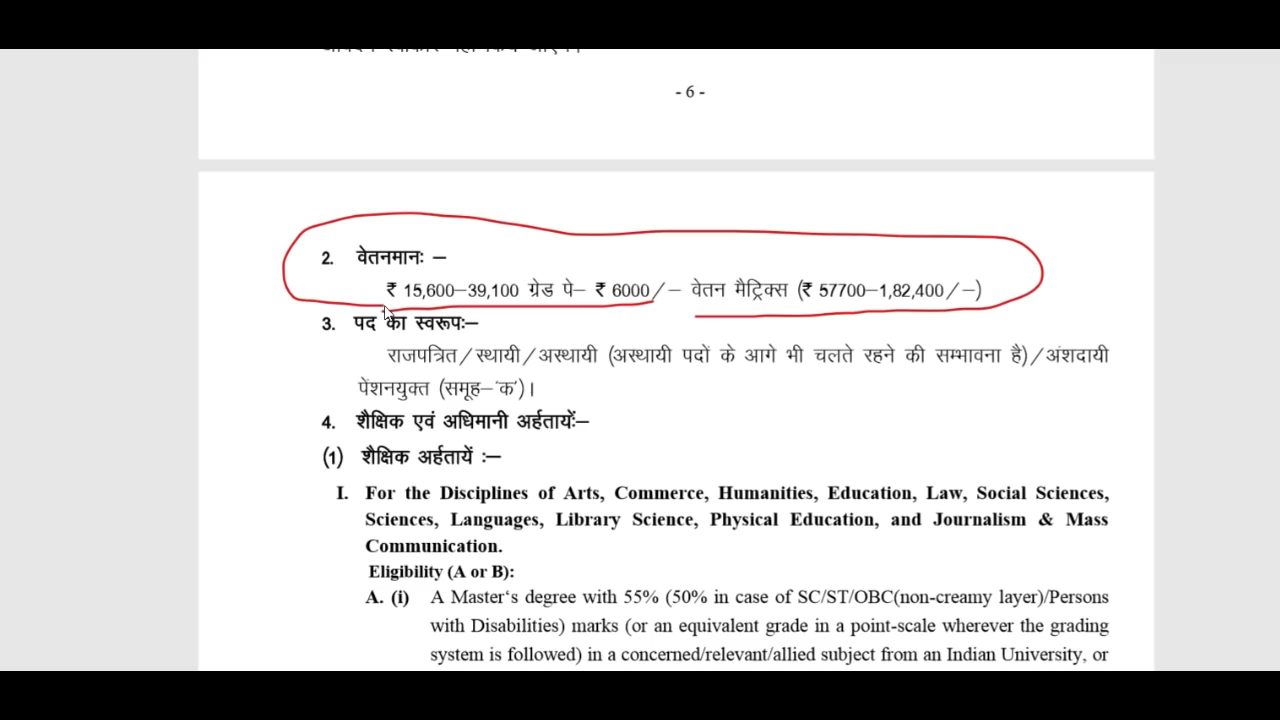 - 6 -
2. वेतनमानः –
₹ 15,600–39,100 ग्रेड पे– ₹ 6000/– वेतन मैट्रिक्स (₹ 57700–1,82,400/–)
3. पद का स्वरूपः–
राजपत्रित/स्थायी/अस्थायी (अस्थायी पदों के आगे भी चलते रहने की सम्भावना है)/अंशदायी
पेंशनयुक्त (समूह–'क')।
4. शैक्षिक एवं अधिमानी अर्हतायेंः–
(1) शैक्षिक अर्हतायें :–
I. For the Disciplines of Arts, Commerce, Humanities, Education, Law, Social Sciences,
Sciences, Languages, Library Science, Physical Education, and Journalism & Mass
Communication.
Eligibility (A or B):
A. (i) A Master‘s degree with 55% (50% in case of SC/ST/OBC(non-creamy layer)/Persons
with Disabilities) marks (or an equivalent grade in a point-scale wherever the grading
system is followed) in a concerned/relevant/allied subject from an Indian University, or